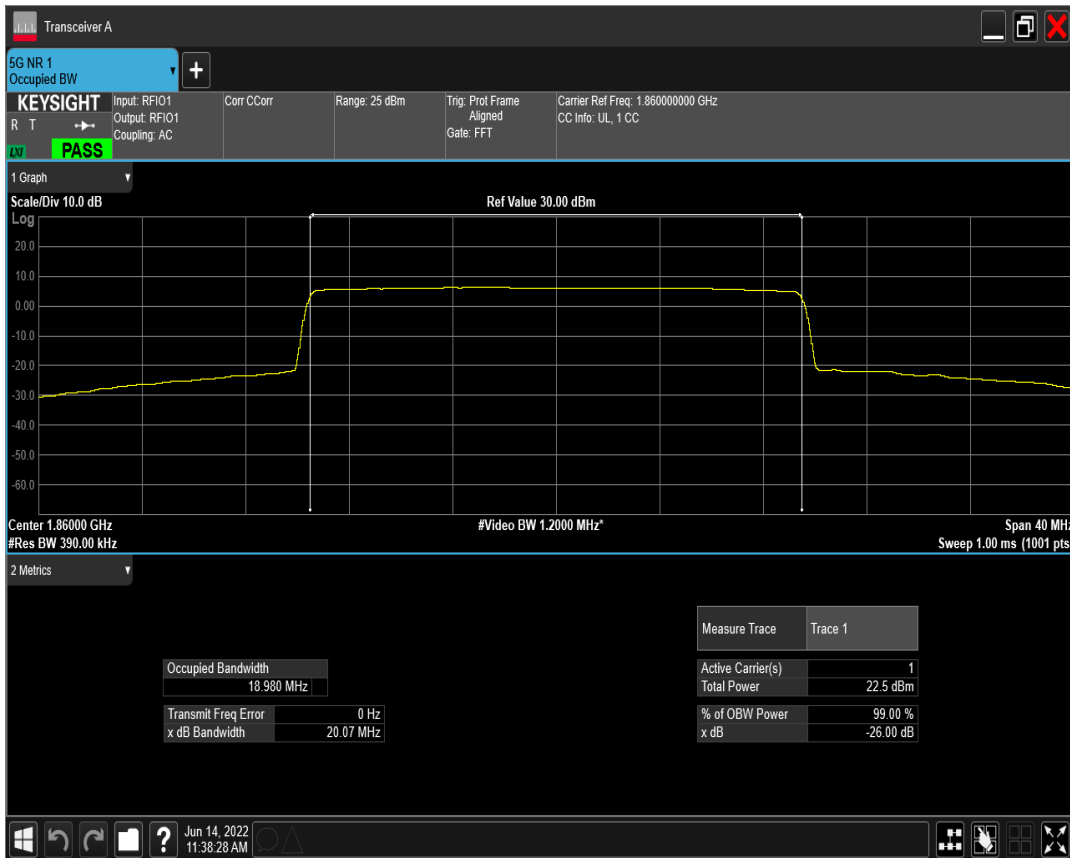 Transceiver A
5G NR 1
Occupied BW
KEYSIGHT
R T
LXI
PASS
Input: RFIO1
Output: RFIO1
Coupling: AC
Corr CCorr
Range: 25 dBm
Trig: Prot Frame
Aligned
Gate: FFT
Carrier Ref Freq: 1.860000000 GHz
CC Info: UL, 1 CC
1 Graph
Scale/Div 10.0 dB
Ref Value 30.00 dBm
Log
20.0
10.0
0.00
-10.0
-20.0
-30.0
-40.0
-50.0
-60.0
Center 1.86000 GHz
#Video BW 1.2000 MHz*
Span 40 MHz
#Res BW 390.00 kHz
Sweep 1.00 ms (1001 pts
2 Metrics
Measure Trace Trace 1
Occupied Bandwidth
18.980 MHz
Active Carrier(s) 1
Total Power 22.5 dBm
Transmit Freq Error 0 Hz
x dB Bandwidth 20.07 MHz
% of OBW Power 99.00 %
x dB -26.00 dB
?
Jun 14, 2022
11:38:28 AM